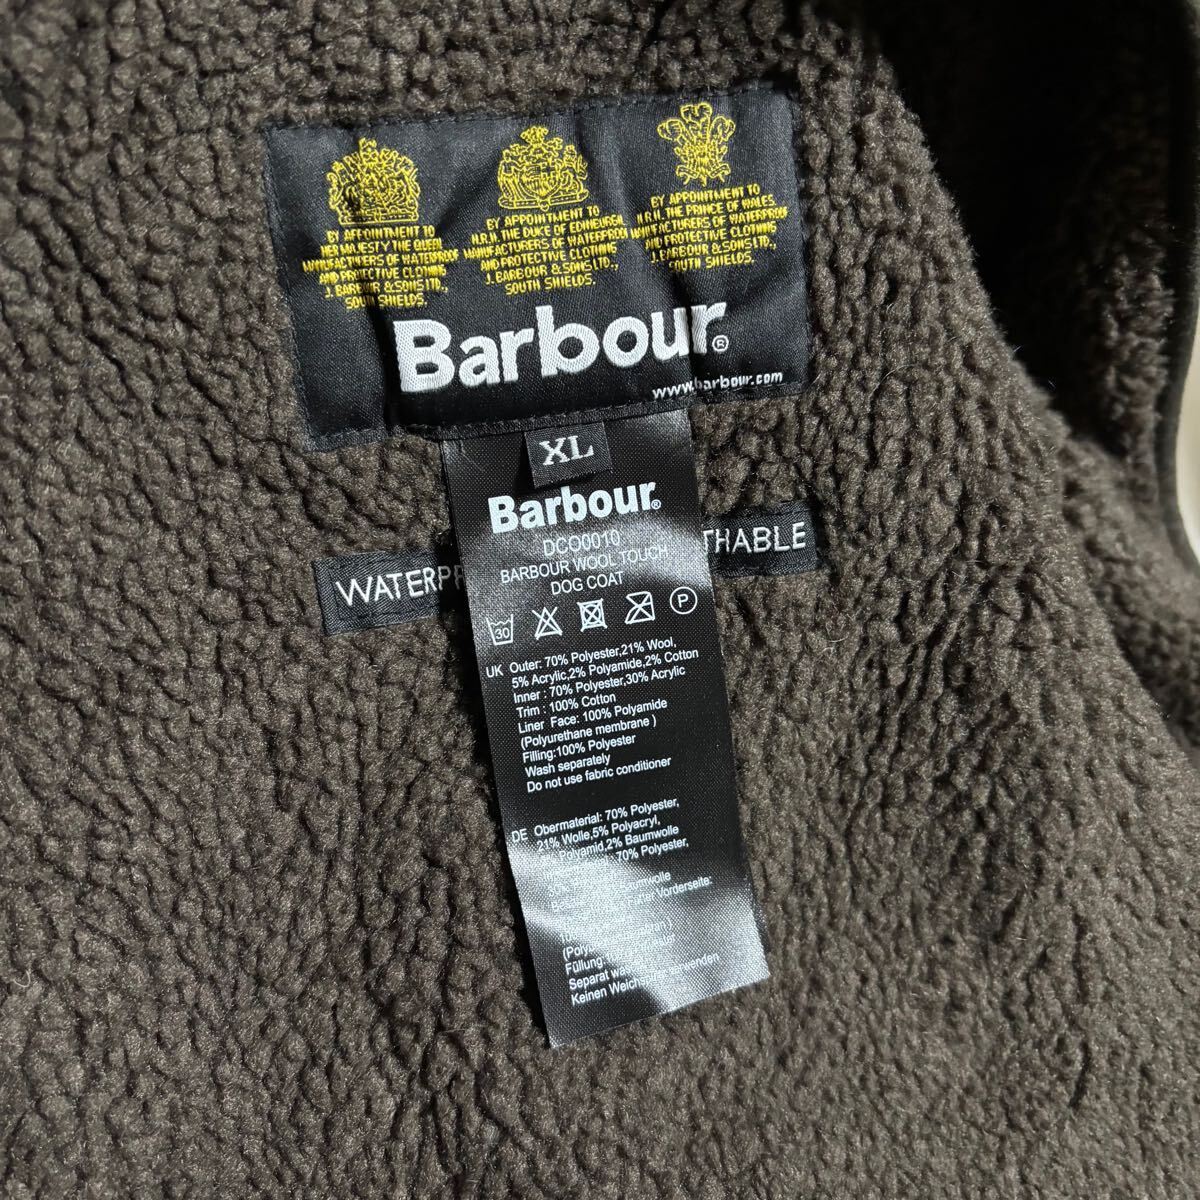 BY APPOINTMENT TO
HER MAJESTY THE QUEEN
MANUFACTURERS OF WATERPROOF
AND PROTECTIVE CLOTHING
J. BARBOUR & SONS LTD.,
SOUTH SHIELDS.
BY APPOINTMENT TO
H.R.H. THE DUKE OF EDINBURGH
MANUFACTURERS OF WATERPROOF
AND PROTECTIVE CLOTHING
J. BARBOUR & SONS LTD.,
SOUTH SHIELDS.
BY APPOINTMENT TO
H.R.H. THE PRINCE OF WALES
MANUFACTURERS OF WATERPROOF
AND PROTECTIVE CLOTHING
J. BARBOUR & SONS LTD.,
SOUTH SHIELDS.
Barbour®
www.barbour.com
XL
Barbour®
DCO0010
BARBOUR WOOL TOUCH
DOG COAT
WATERPR
THABLE
30
P
UK Outer: 70% Polyester,21% Wool,
5% Acrylic,2% Polyamide,2% Cotton
Inner : 70% Polyester,30% Acrylic
Trim : 100% Cotton
Liner Face: 100% Polyamide
(Polyurethane membrane )
Filling:100% Polyester
Wash separately
Do not use fabric conditioner
DE Obermaterial: 70% Polyester,
21% Wolle,5% Polyacryl,
Polyamid,2% Baumwolle
70% Polyester,
Vorderseite:
Füllung:
Separat
Keinen